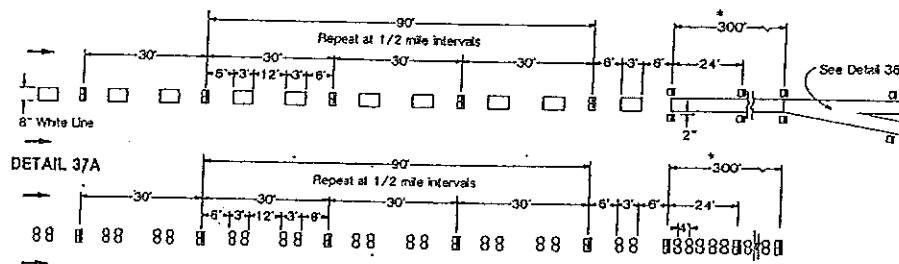 90' * 300'
Repeat at 1/2 mile intervals
30' 30' 30' 30'
6' 3' 12' 3' 6' 6' 3' 6' 24'
See Detail 36
8" White Line
2"
DETAIL 37A
90' * 300'
Repeat at 1/2 mile intervals
30' 30' 30' 30'
6' 3' 12' 3' 6' 6' 3' 6' 24'
4'